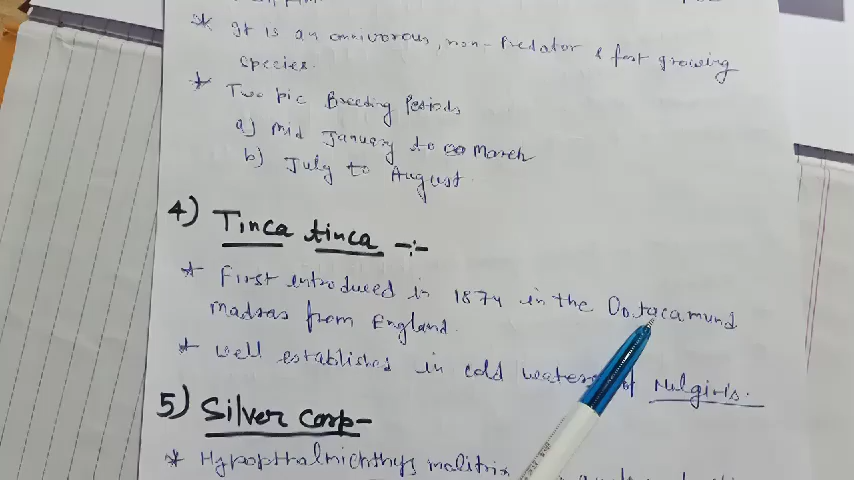 * It is an omnivorous, non-Predator & fast growing
species.
* Two pic Breeding Periods
a) mid January to March
b) July to August.
4) Tinca tinca -:-
* First introduced in 1874 in the Ootacamund
madras from England.
* Well established in cold waters of Nilgiris.
5) Silver carp-
* Hypopthalmichthys molitrix